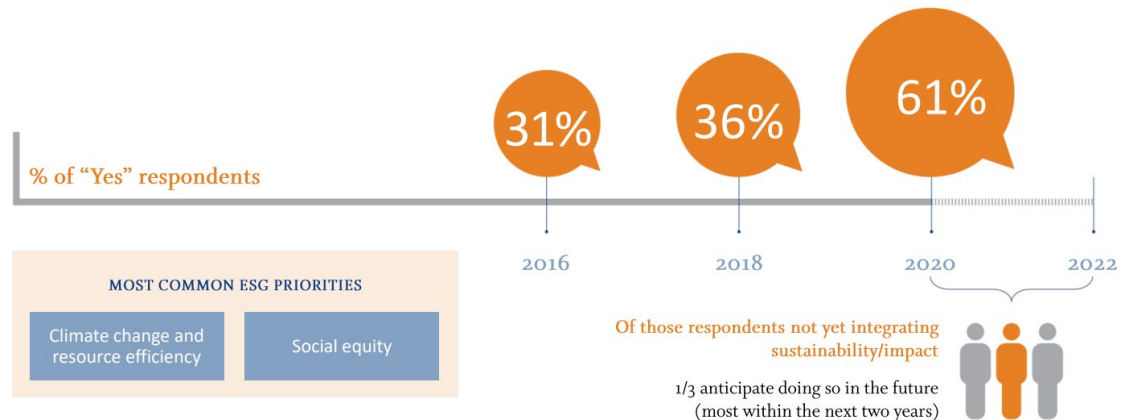 31%
36%
61%
% of “Yes” respondents
2016
2018
2020
2022
MOST COMMON ESG PRIORITIES
Climate change and
resource efficiency
Social equity
Of those respondents not yet integrating
sustainability/impact
1/3 anticipate doing so in the future
(most within the next two years)